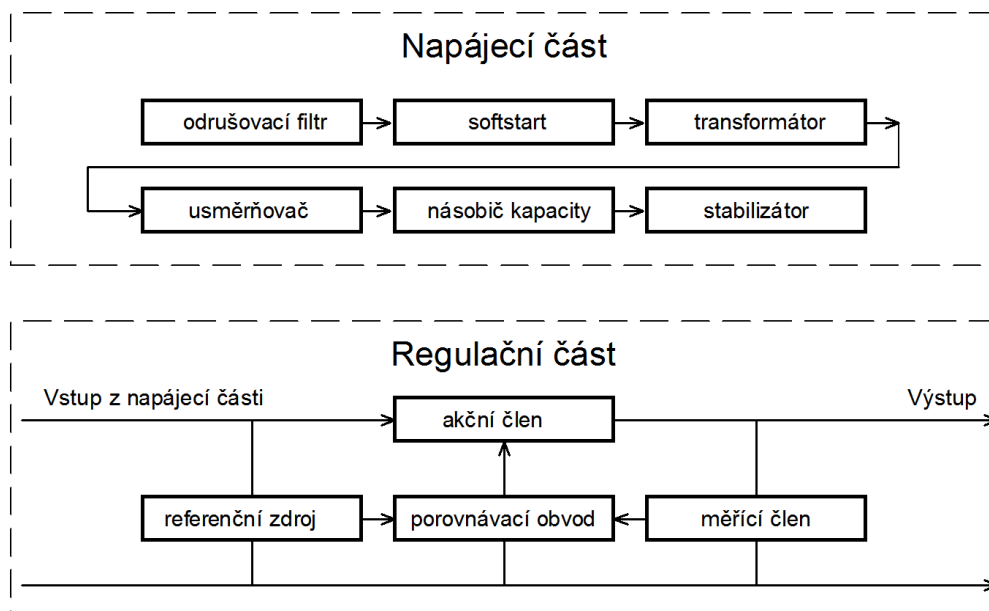 Napájecí část
odrušovací filtr
softstart
transformátor
usměrňovač
násobič kapacity
stabilizátor
Regulační část
Vstup z napájecí části
Výstup
akční člen
referenční zdroj
porovnávací obvod
měřící člen